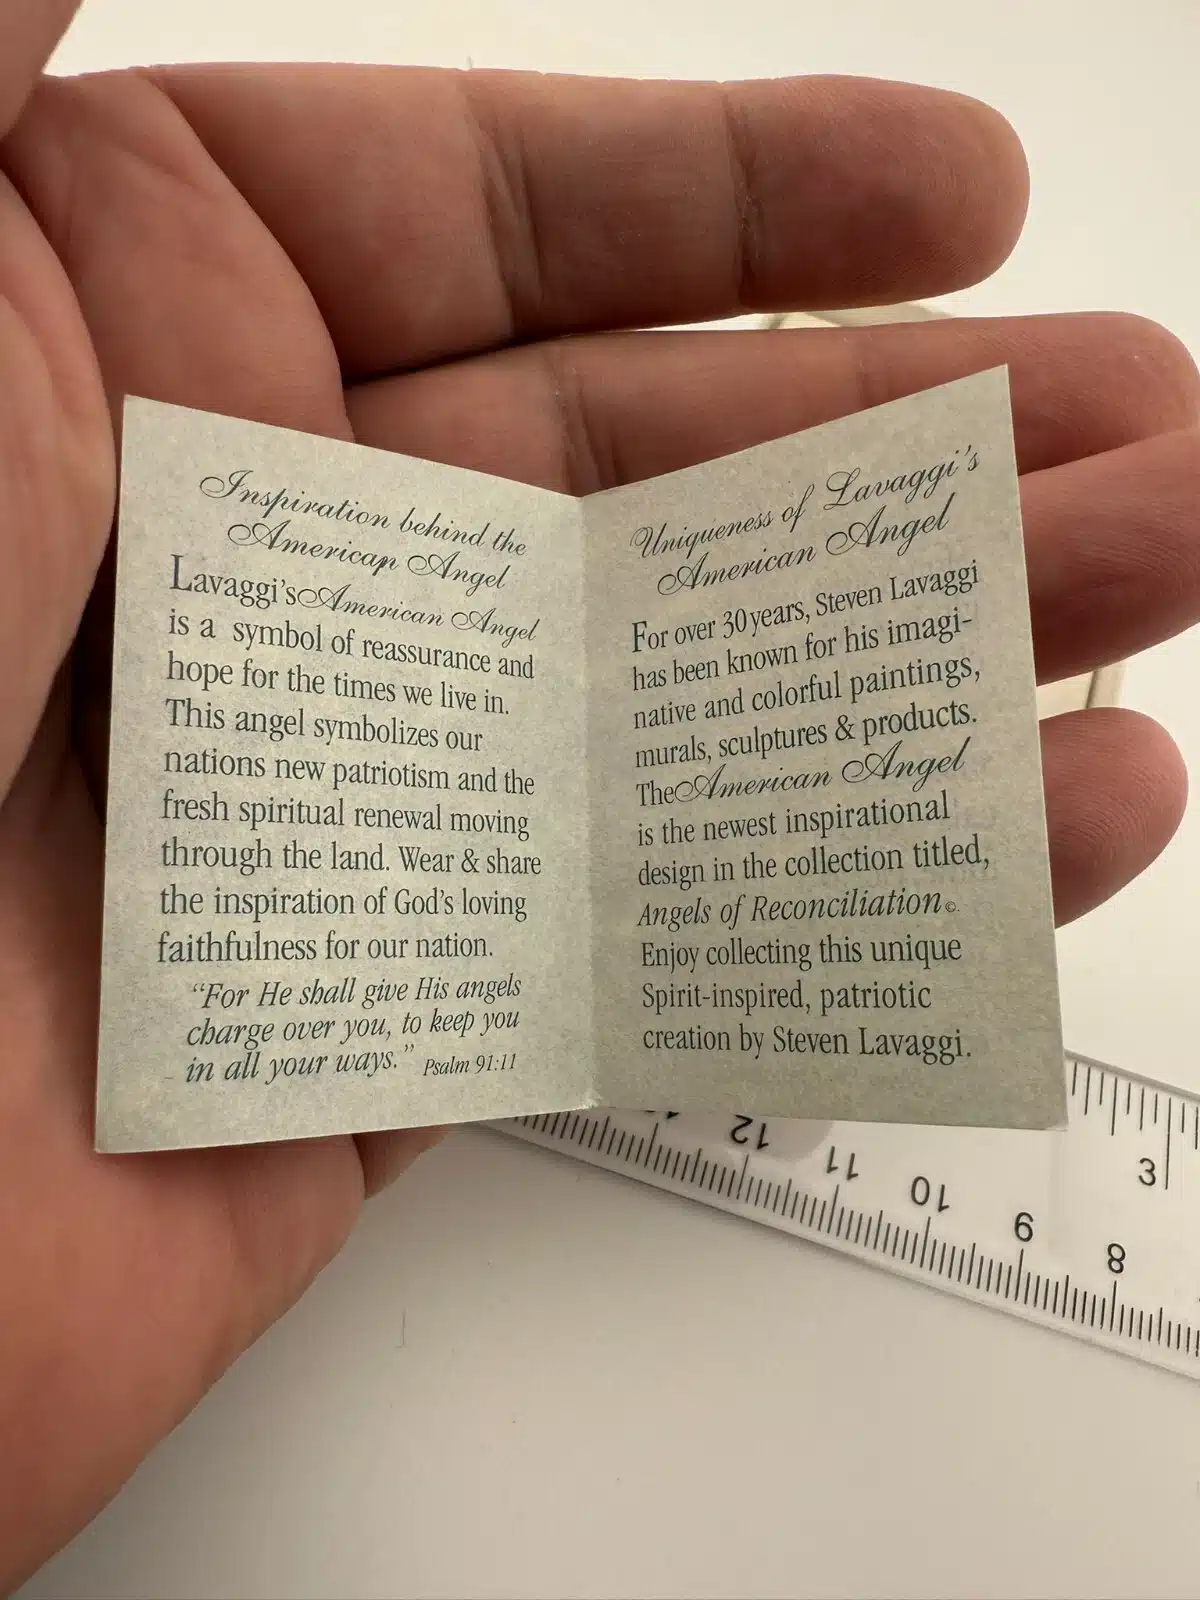 Inspiration behind the
American Angel
Lavaggi's American Angel
is a symbol of reassurance and
hope for the times we live in.
This angel symbolizes our
nations new patriotism and the
fresh spiritual renewal moving
through the land. Wear & share
the inspiration of God's loving
faithfulness for our nation.
"For He shall give His angels
charge over you, to keep you
in all your ways." Psalm 91:11
Uniqueness of Lavaggi's
American Angel
For over 30 years, Steven Lavaggi
has been known for his imagi-
native and colorful paintings,
murals, sculptures & products.
The American Angel
is the newest inspirational
design in the collection titled,
Angels of Reconciliation©.
Enjoy collecting this unique
Spirit-inspired, patriotic
creation by Steven Lavaggi.
3
12 11 10 9 8